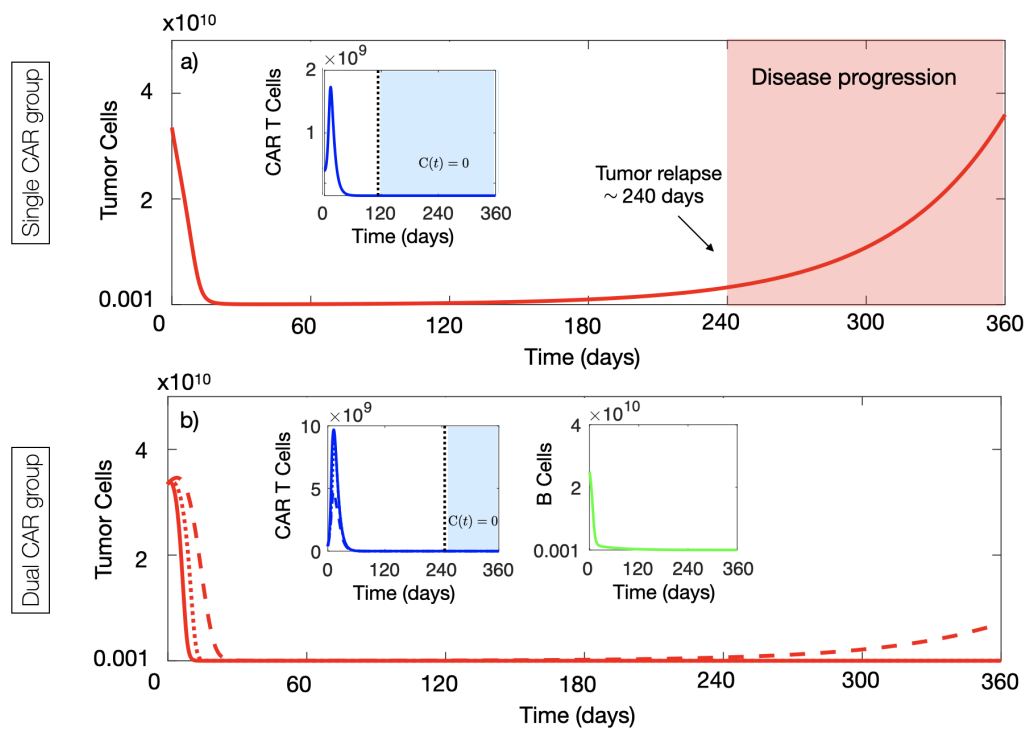 Single CAR group
x10¹⁰
a)
Tumor Cells
4
2
0.001
0
60
120
180
240
300
360
Time (days)
×10⁹
CAR T Cells
2
1
0
120
240
360
Time (days)
C(t) = 0
Disease progression
Tumor relapse
~ 240 days
Dual CAR group
x10¹⁰
b)
Tumor Cells
4
2
0.001
0
60
120
180
240
300
360
Time (days)
×10⁹
CAR T Cells
10
5
0
0
120
240
360
Time (days)
C(t) = 0
×10¹⁰
B Cells
4
2
0.001
0
120
240
360
Time (days)